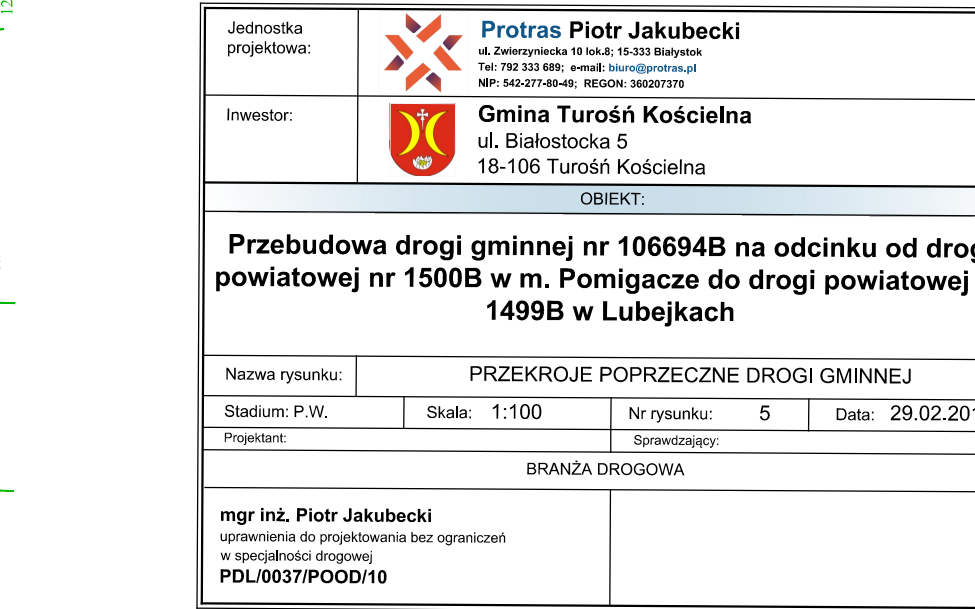 12
Jednostka
projektowa:
Protras Piotr Jakubecki
ul. Zwierzyniecka 10 lok.8; 15-333 Białystok
Tel: 792 333 689; e-mail: biuro@protras.pl
NIP: 542-277-80-49; REGON: 360207370
Inwestor:
Gmina Turośń Kościelna
ul. Białostocka 5
18-106 Turośń Kościelna
OBIEKT:
Przebudowa drogi gminnej nr 106694B na odcinku od drog
powiatowej nr 1500B w m. Pomigacze do drogi powiatowej
1499B w Lubejkach
Nazwa rysunku: PRZEKROJE POPRZECZNE DROGI GMINNEJ
Stadium: P.W. Skala: 1:100 Nr rysunku: 5 Data: 29.02.201
Projektant: Sprawdzający:
BRANŻA DROGOWA
mgr inż. Piotr Jakubecki
uprawnienia do projektowania bez ograniczeń
w specjalności drogowej
PDL/0037/POOD/10